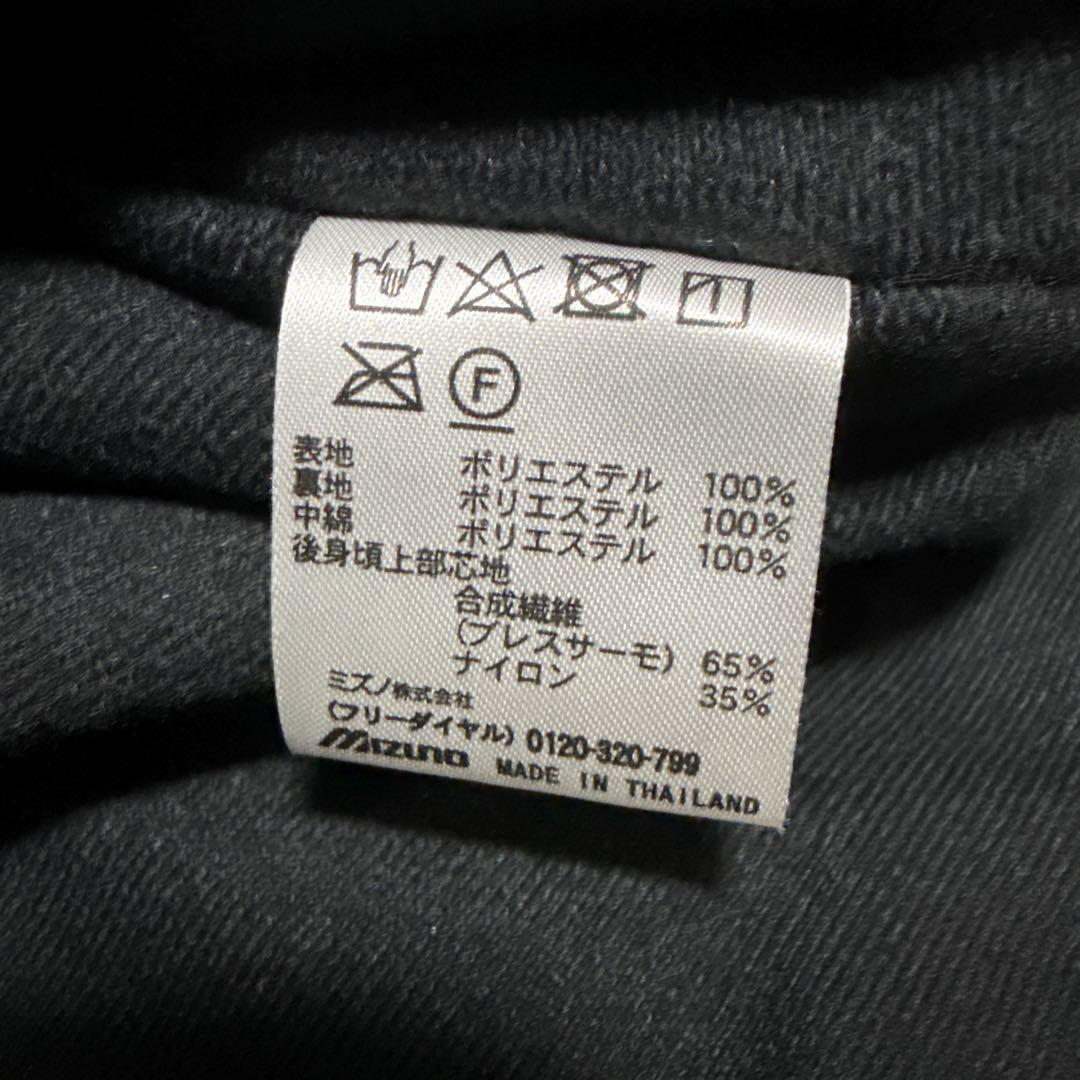 F
表地 ポリエステル 100%
裏地 ポリエステル 100%
中綿 ポリエステル 100%
後身頃上部芯地
合成繊維
(ブレスサーモ) 65%
ナイロン 35%
ミズノ株式会社
(フリーダイヤル) 0120-320-799
MIZUNO MADE IN THAILAND